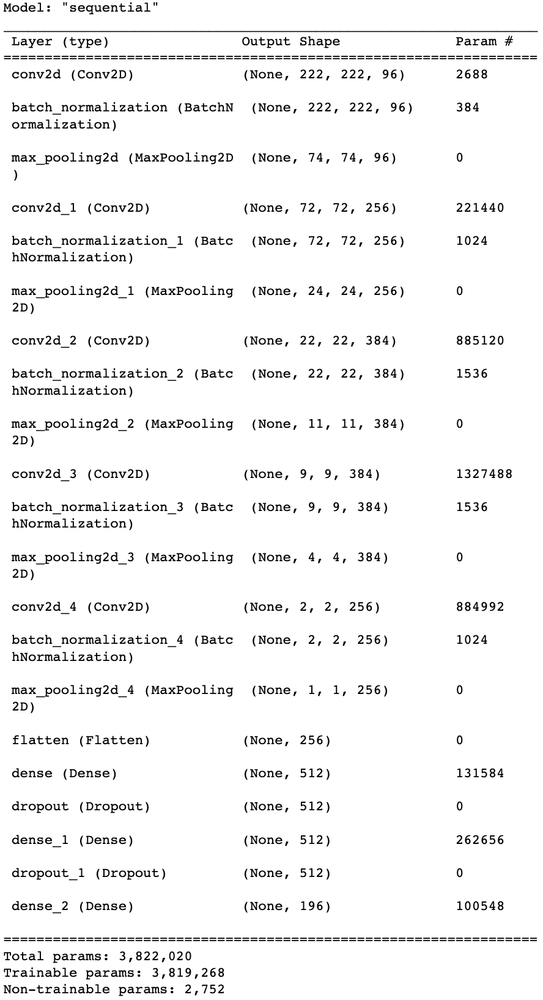 Model: "sequential"
Layer (type) Output Shape Param #
conv2d (Conv2D) (None, 222, 222, 96) 2688
batch_normalization (BatchN (None, 222, 222, 96) 384
ormalization)
max_pooling2d (MaxPooling2D (None, 74, 74, 96) 0
)
conv2d_1 (Conv2D) (None, 72, 72, 256) 221440
batch_normalization_1 (Batc (None, 72, 72, 256) 1024
hNormalization)
max_pooling2d_1 (MaxPooling (None, 24, 24, 256) 0
2D)
conv2d_2 (Conv2D) (None, 22, 22, 384) 885120
batch_normalization_2 (Batc (None, 22, 22, 384) 1536
hNormalization)
max_pooling2d_2 (MaxPooling (None, 11, 11, 384) 0
2D)
conv2d_3 (Conv2D) (None, 9, 9, 384) 1327488
batch_normalization_3 (Batc (None, 9, 9, 384) 1536
hNormalization)
max_pooling2d_3 (MaxPooling (None, 4, 4, 384) 0
2D)
conv2d_4 (Conv2D) (None, 2, 2, 256) 884992
batch_normalization_4 (Batc (None, 2, 2, 256) 1024
hNormalization)
max_pooling2d_4 (MaxPooling (None, 1, 1, 256) 0
2D)
flatten (Flatten) (None, 256) 0
dense (Dense) (None, 512) 131584
dropout (Dropout) (None, 512) 0
dense_1 (Dense) (None, 512) 262656
dropout_1 (Dropout) (None, 512) 0
dense_2 (Dense) (None, 196) 100548
Total params: 3,822,020
Trainable params: 3,819,268
Non-trainable params: 2,752